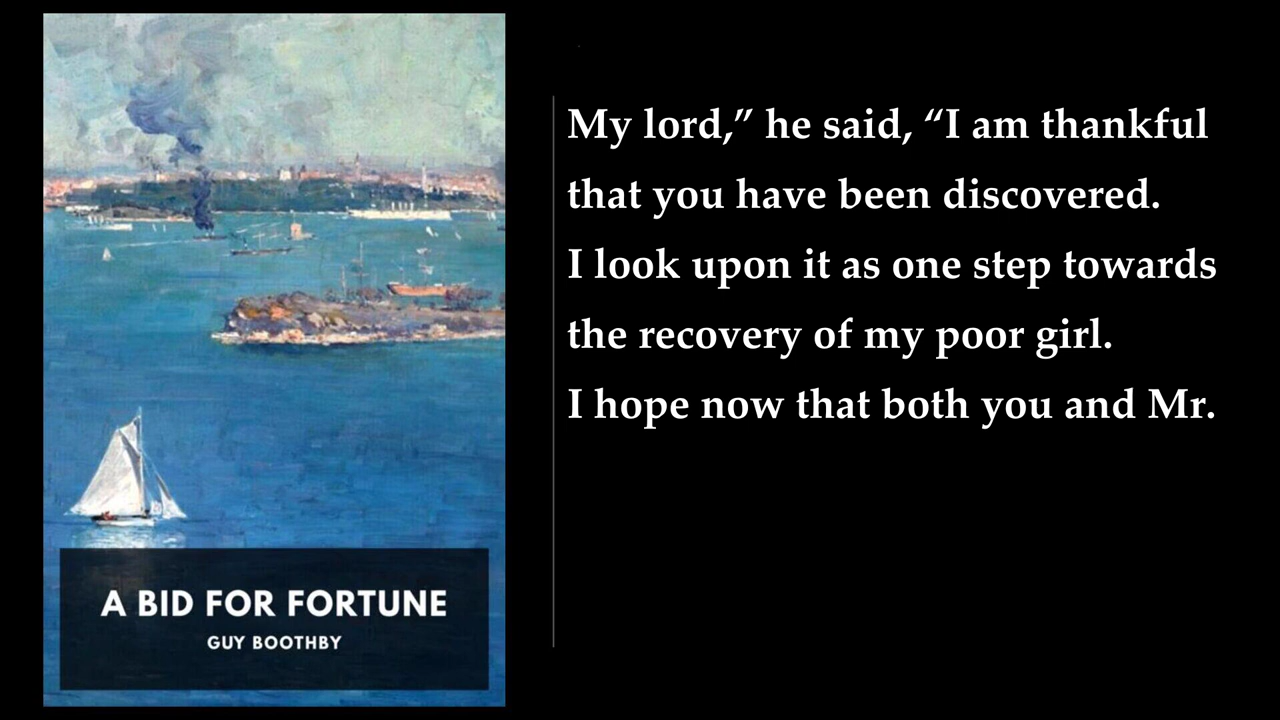 A BID FOR FORTUNE
GUY BOOTHBY
My lord,” he said, “I am thankful
that you have been discovered.
I look upon it as one step towards
the recovery of my poor girl.
I hope now that both you and Mr.